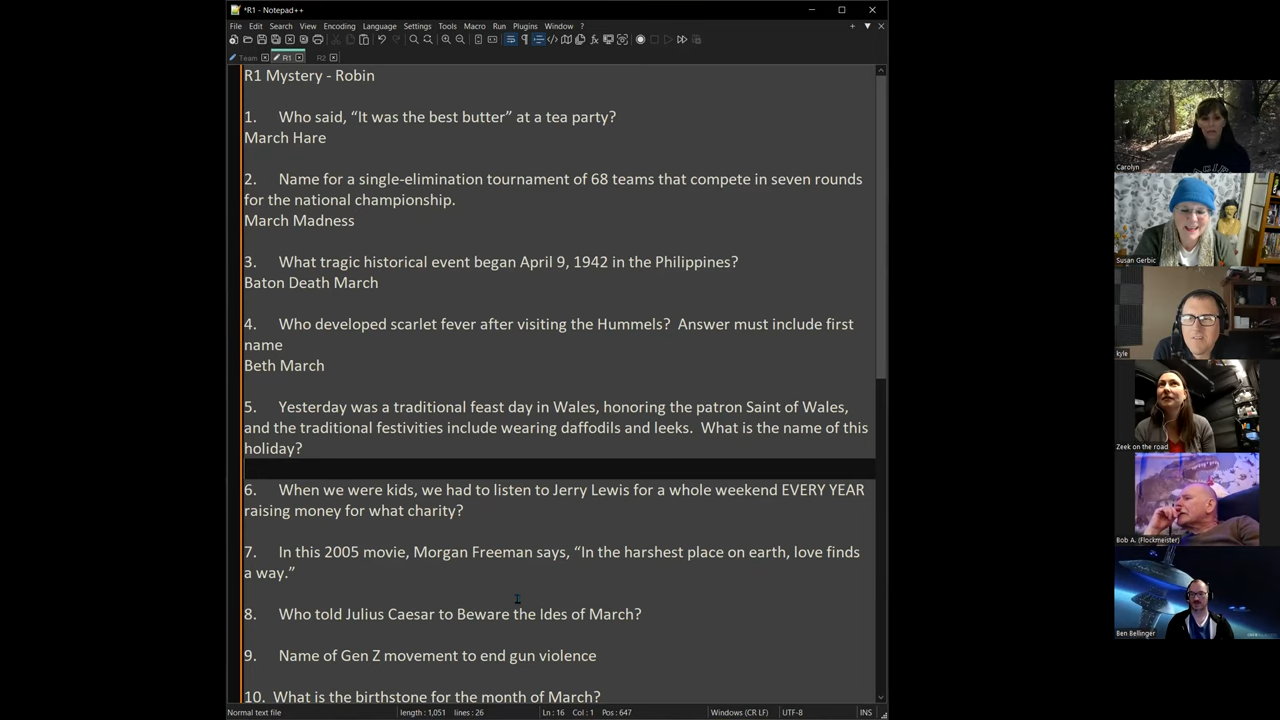 *R1 - Notepad++
File Edit Search View Encoding Language Settings Tools Macro Run Plugins Window ?
Team R1 R2
R1 Mystery - Robin
1. Who said, “It was the best butter” at a tea party?
March Hare
2. Name for a single-elimination tournament of 68 teams that compete in seven rounds
for the national championship.
March Madness
3. What tragic historical event began April 9, 1942 in the Philippines?
Baton Death March
4. Who developed scarlet fever after visiting the Hummels? Answer must include first
name
Beth March
5. Yesterday was a traditional feast day in Wales, honoring the patron Saint of Wales,
and the traditional festivities include wearing daffodils and leeks. What is the name of this
holiday?
6. When we were kids, we had to listen to Jerry Lewis for a whole weekend EVERY YEAR
raising money for what charity?
7. In this 2005 movie, Morgan Freeman says, “In the harshest place on earth, love finds
a way.”
8. Who told Julius Caesar to Beware the Ides of March?
9. Name of Gen Z movement to end gun violence
10. What is the birthstone for the month of March?
Normal text file length : 1,051 lines : 26 Ln : 16 Col : 1 Pos : 647 Windows (CR LF) UTF-8 INS
Carolyn
Susan Gerbic
kyle
Zeek on the road
Bob A. (Flockmeister)
Ben Bellinger